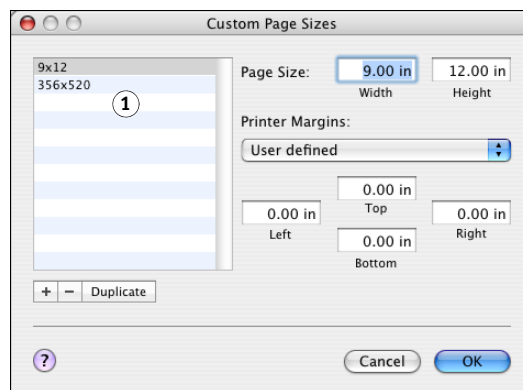 Custom Page Sizes
9x12
356x520
1
Page Size:
9.00 in
12.00 in
Width
Height
Printer Margins:
User defined
0.00 in
Top
0.00 in
Left
0.00 in
Right
0.00 in
Bottom
+ − Duplicate
?
Cancel
OK